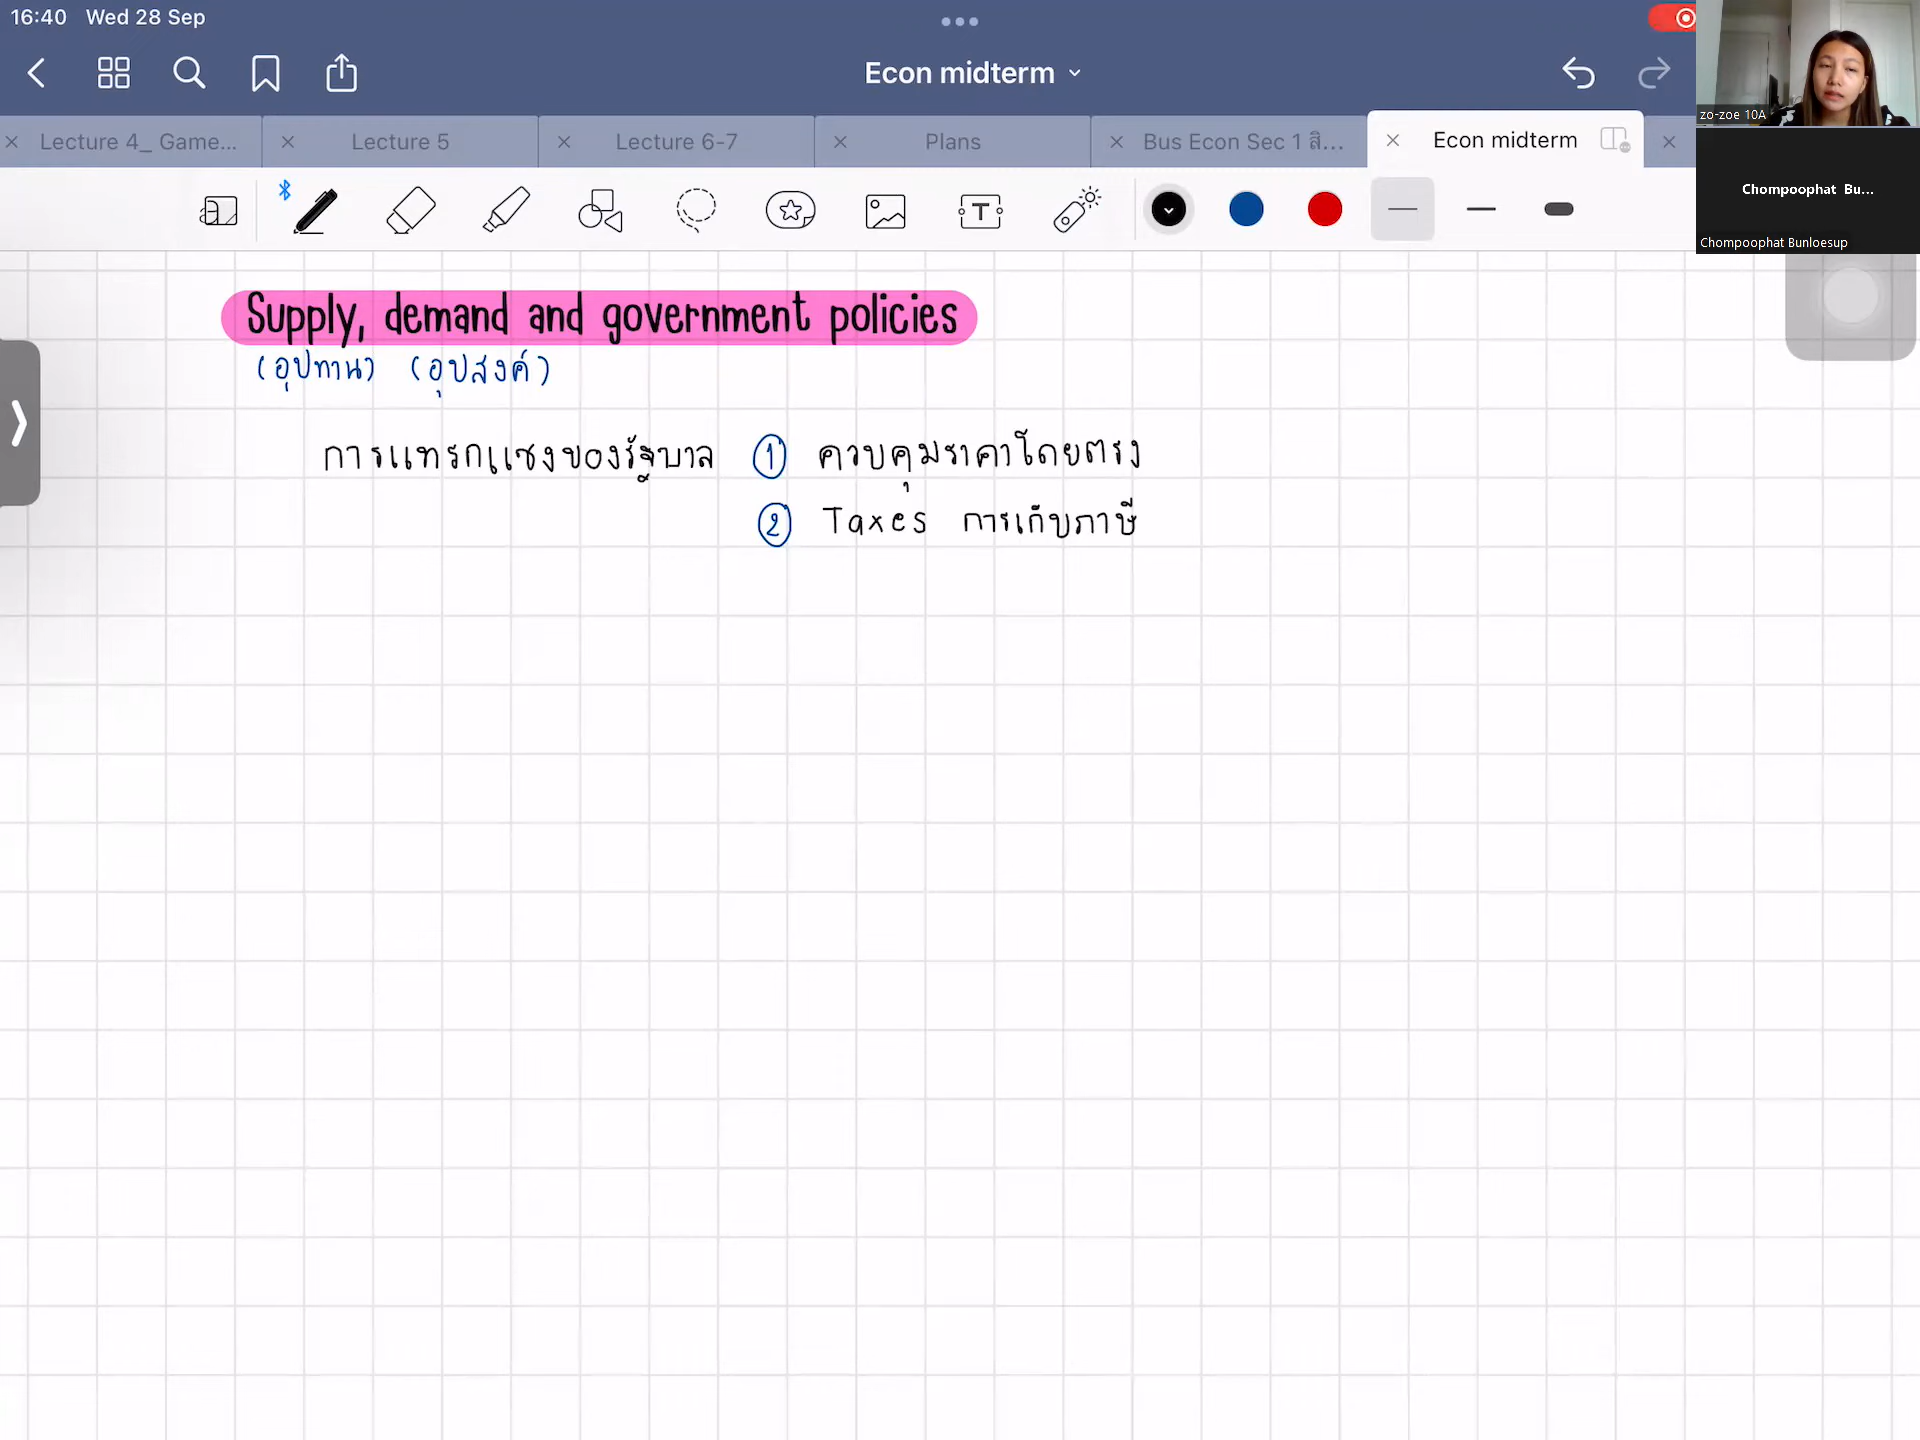 16:40 Wed 28 Sep
Econ midterm
Lecture 4_ Game...
Lecture 5
Lecture 6-7
Plans
Bus Econ Sec 1 สิ...
Econ midterm
zo-zoe 10A
Chompoophat Bu...
Chompoophat Bunloesup
T
Supply, demand and government policies
(อุปทาน) (อุปสงค์)
การแทรกแซงของรัฐบาล ① ควบคุมราคาโดยตรง
② Taxes การเก็บภาษี